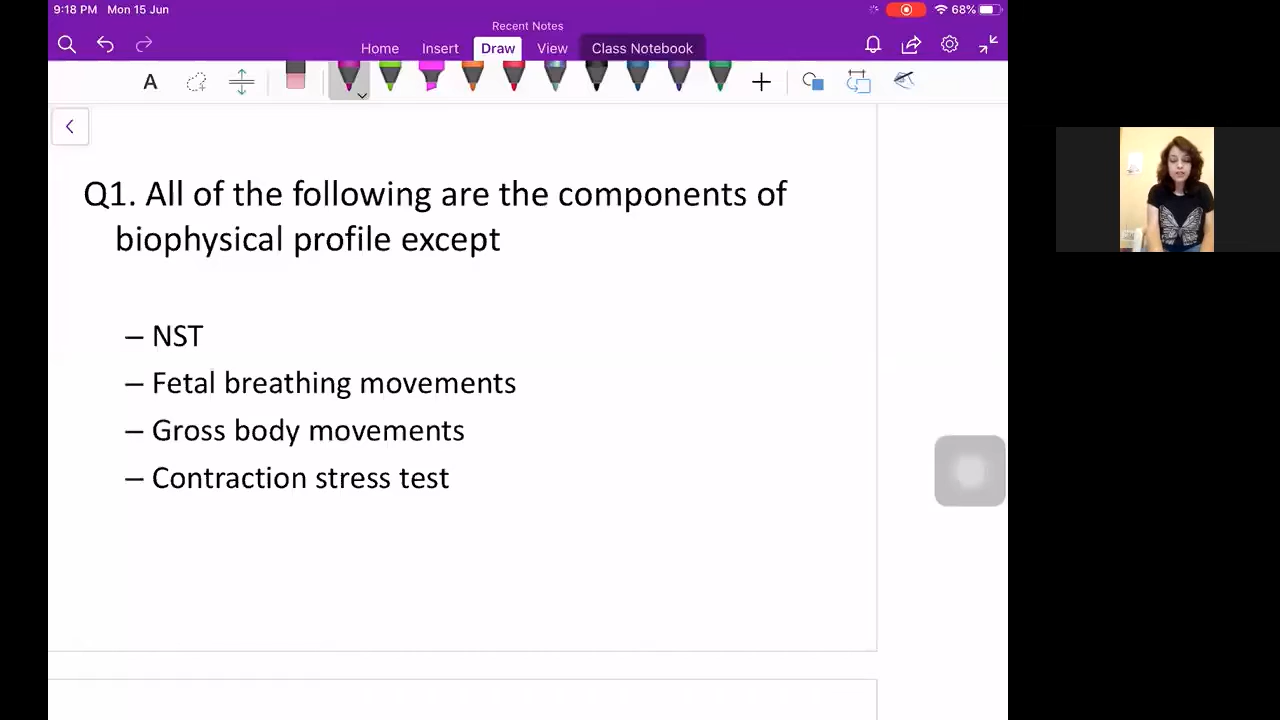 9:18 PM Mon 15 Jun
68%
Recent Notes
Home Insert Draw View Class Notebook
A
Q1. All of the following are the components of
biophysical profile except
– NST
– Fetal breathing movements
– Gross body movements
– Contraction stress test